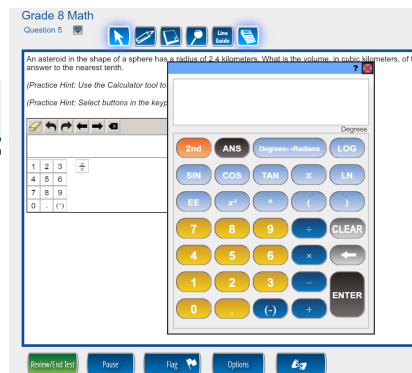 Grade 8 Math
Question 5
Line Guide
An asteroid in the shape of a sphere has a radius of 2.4 kilometers. What is the volume, in cubic kilometers, of t
answer to the nearest tenth.
(Practice Hint: Use the Calculator tool to
(Practice Hint: Select buttons in the keyp
? X
Degrees
2nd ANS Degrees↔Radians LOG
SIN COS TAN π LN
EE x² ^ ( )
7 8 9 ÷ CLEAR
4 5 6 ×
1 2 3 − ENTER
0 . (-) +
1 2 3
4 5 6
7 8 9
0 . (-)
Review/End Test Pause Flag Options